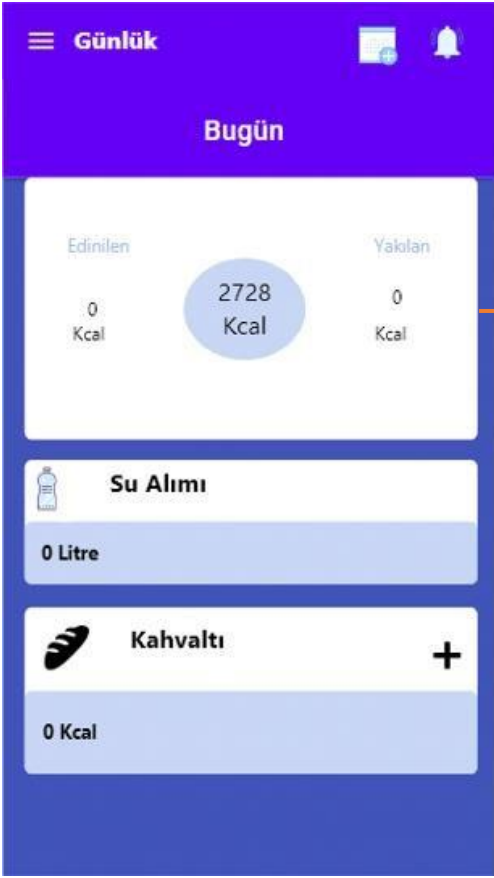 Günlük
Bugün
Edinilen
Yakılan
0
Kcal
2728
Kcal
0
Kcal
Su Alımı
0 Litre
Kahvaltı
+
0 Kcal